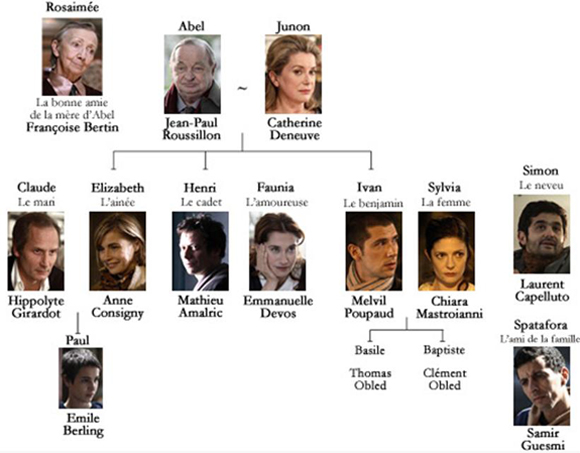 Rosaimée
La bonne amie
de la mère d'Abel
Françoise Bertin
Abel
Jean-Paul
Roussillon
~
Junon
Catherine
Deneuve
Claude
Le mari
Hippolyte
Girardot
Elizabeth
L'ainée
Anne
Consigny
Henri
Le cadet
Mathieu
Amalric
Faunia
L'amoureuse
Emmanuelle
Devos
Ivan
Le benjamin
Melvil
Poupaud
Sylvia
La femme
Chiara
Mastroianni
Simon
Le neveu
Laurent
Capelluto
Paul
Emile
Berling
Basile
Thomas
Obled
Baptiste
Clément
Obled
Spatafora
L'ami de la famille
Samir
Guesmi